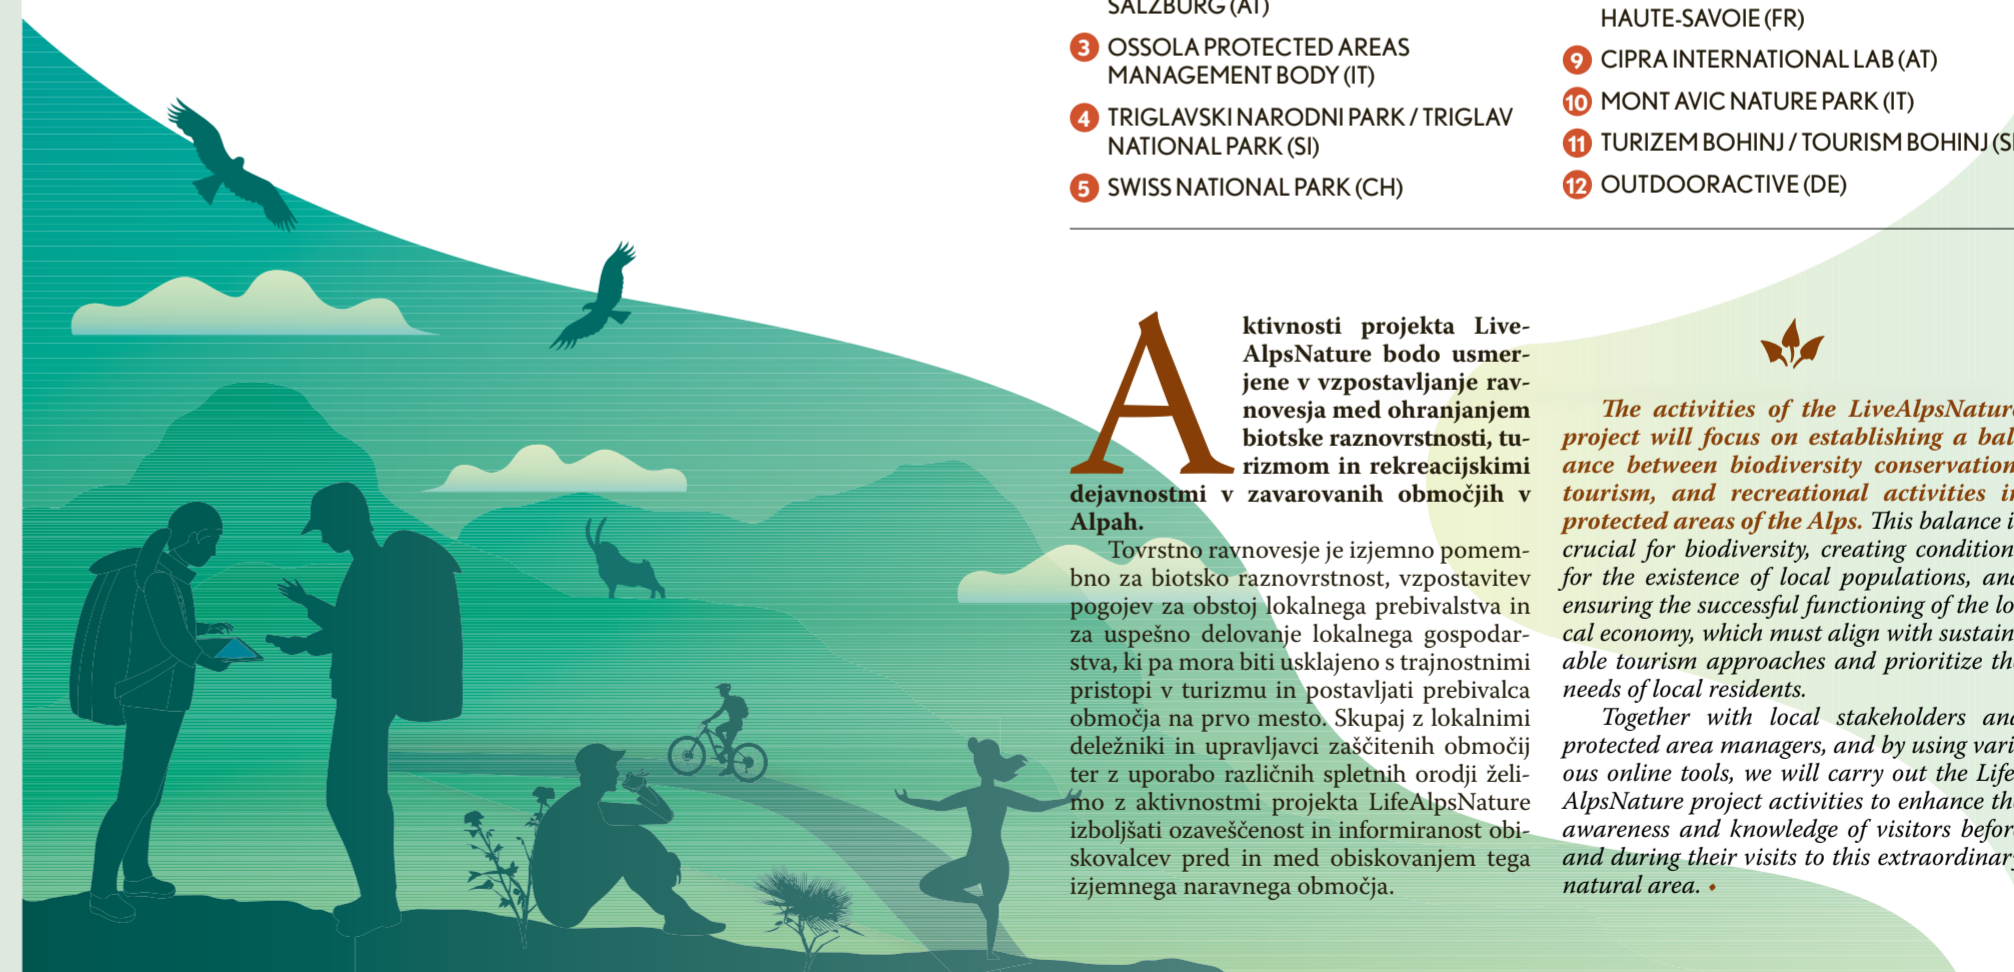 SALZBURG (AT)
3 OSSOLA PROTECTED AREAS
MANAGEMENT BODY (IT)
4 TRIGLAVSKI NARODNI PARK / TRIGLAV
NATIONAL PARK (SI)
5 SWISS NATIONAL PARK (CH)
HAUTE-SAVOIE (FR)
9 CIPRA INTERNATIONAL LAB (AT)
10 MONT AVIC NATURE PARK (IT)
11 TURIZEM BOHINJ / TOURISM BOHINJ (S
12 OUTDOORACTIVE (DE)
Aktivnosti projekta Live-
AlpsNature bodo usmer-
jene v vzpostavljanje rav-
novesja med ohranjanjem
biotske raznovrstnosti, tu-
rizmom in rekreacijskimi
dejavnostmi v zavarovanih območjih v
Alpah.
Tovrstno ravnovesje je izjemno pomem-
bno za biotsko raznovrstnost, vzpostavitev
pogojev za obstoj lokalnega prebivalstva in
za uspešno delovanje lokalnega gospodar-
stva, ki pa mora biti usklajeno s trajnostnimi
pristopi v turizmu in postavljati prebivalca
območja na prvo mesto. Skupaj z lokalnimi
deležniki in upravljavci zaščitenih območij
ter z uporabo različnih spletnih orodji želi-
mo z aktivnostmi projekta LifeAlpsNature
izboljšati ozaveščenost in informiranost obi-
skovalcev pred in med obiskovanjem tega
izjemnega naravnega območja.
The activities of the LiveAlpsNature
project will focus on establishing a bal-
ance between biodiversity conservation,
tourism, and recreational activities in
protected areas of the Alps. This balance i
crucial for biodiversity, creating condition
for the existence of local populations, and
ensuring the successful functioning of the lo-
cal economy, which must align with sustain-
able tourism approaches and prioritize the
needs of local residents.
Together with local stakeholders and
protected area managers, and by using vari-
ous online tools, we will carry out the Life-
AlpsNature project activities to enhance the
awareness and knowledge of visitors before
and during their visits to this extraordinary
natural area.